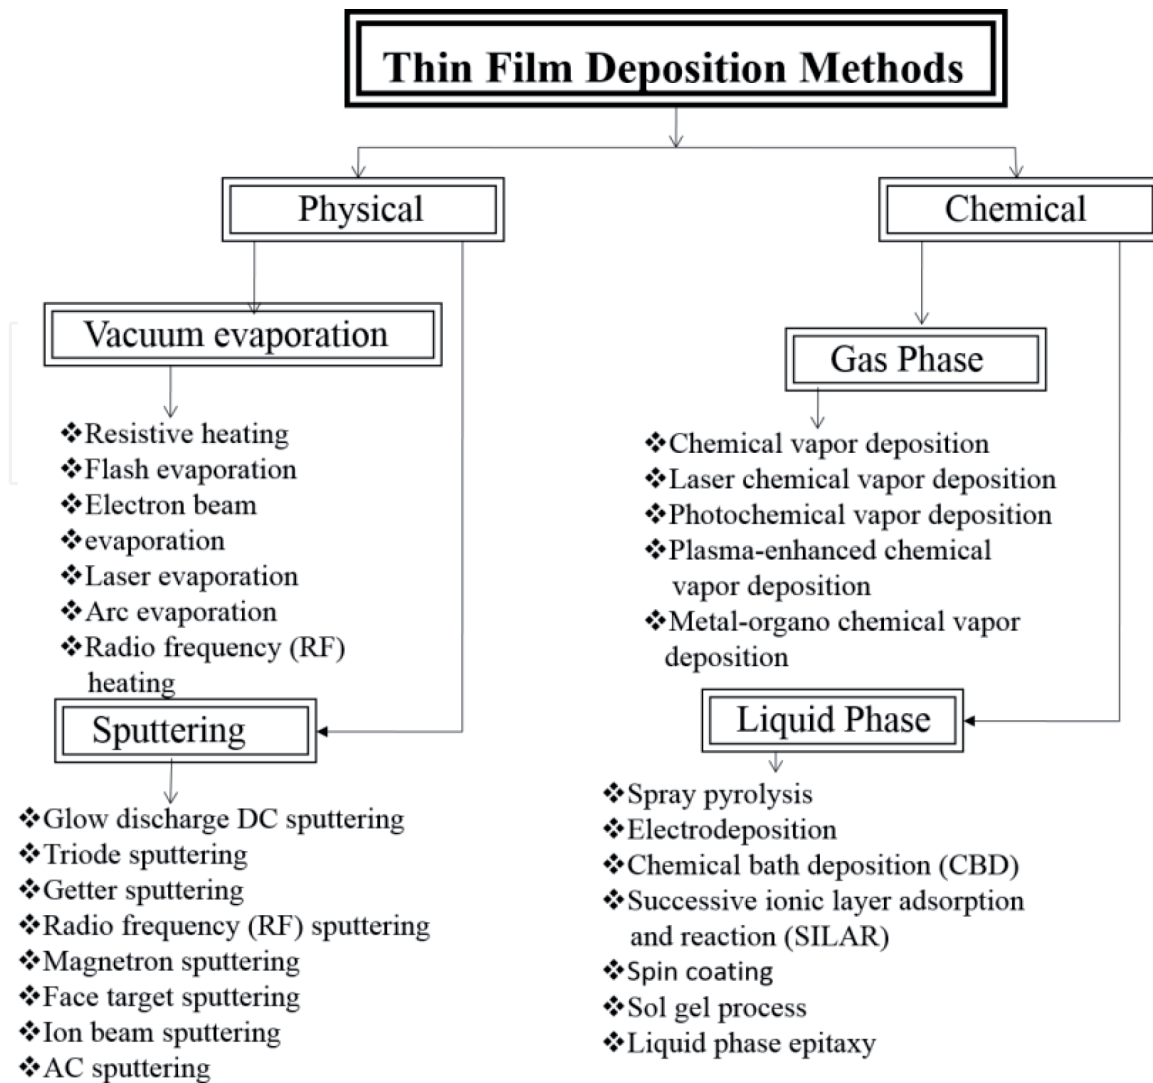 Thin Film Deposition Methods
Physical
Vacuum evaporation
❖Resistive heating
❖Flash evaporation
❖Electron beam
❖evaporation
❖Laser evaporation
❖Arc evaporation
❖Radio frequency (RF)
heating
Sputtering
❖Glow discharge DC sputtering
❖Triode sputtering
❖Getter sputtering
❖Radio frequency (RF) sputtering
❖Magnetron sputtering
❖Face target sputtering
❖Ion beam sputtering
❖AC sputtering
Chemical
Gas Phase
❖Chemical vapor deposition
❖Laser chemical vapor deposition
❖Photochemical vapor deposition
❖Plasma-enhanced chemical
vapor deposition
❖Metal-organo chemical vapor
deposition
Liquid Phase
❖Spray pyrolysis
❖Electrodeposition
❖Chemical bath deposition (CBD)
❖Successive ionic layer adsorption
and reaction (SILAR)
❖Spin coating
❖Sol gel process
❖Liquid phase epitaxy